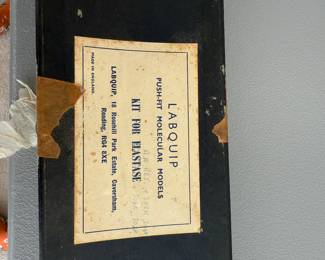 LABQUIP
PUSH-FIT MOLECULAR MODELS
KIT FOR ELASTASE
LABQUIP, 18 Rosehill Park Estate, Caversham,
Reading, RG4 8XE
MADE IN ENGLAND.